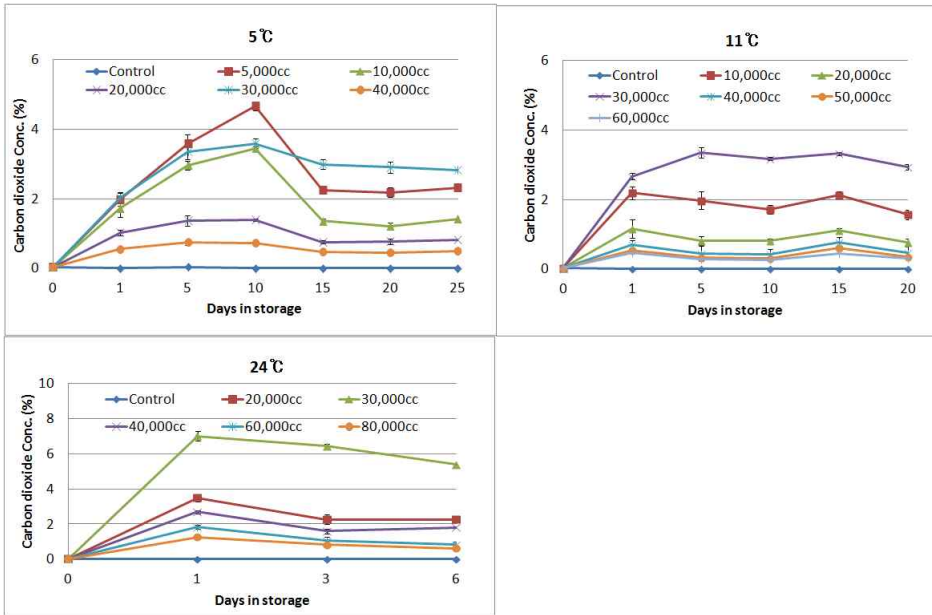 5℃
Carbon dioxide Conc. (%)
6
4
2
0
Control 5,000cc 10,000cc
20,000cc 30,000cc 40,000cc
0 1 5 10 15 20 25
Days in storage
11℃
Carbon dioxide Conc. (%)
6
4
2
0
Control 10,000cc 20,000cc
30,000cc 40,000cc 50,000cc
60,000cc
0 1 5 10 15 20
Days in storage
24℃
Carbon dioxide Conc. (%)
10
8
6
4
2
0
Control 20,000cc 30,000cc
40,000cc 60,000cc 80,000cc
0 1 3 6
Days in storage